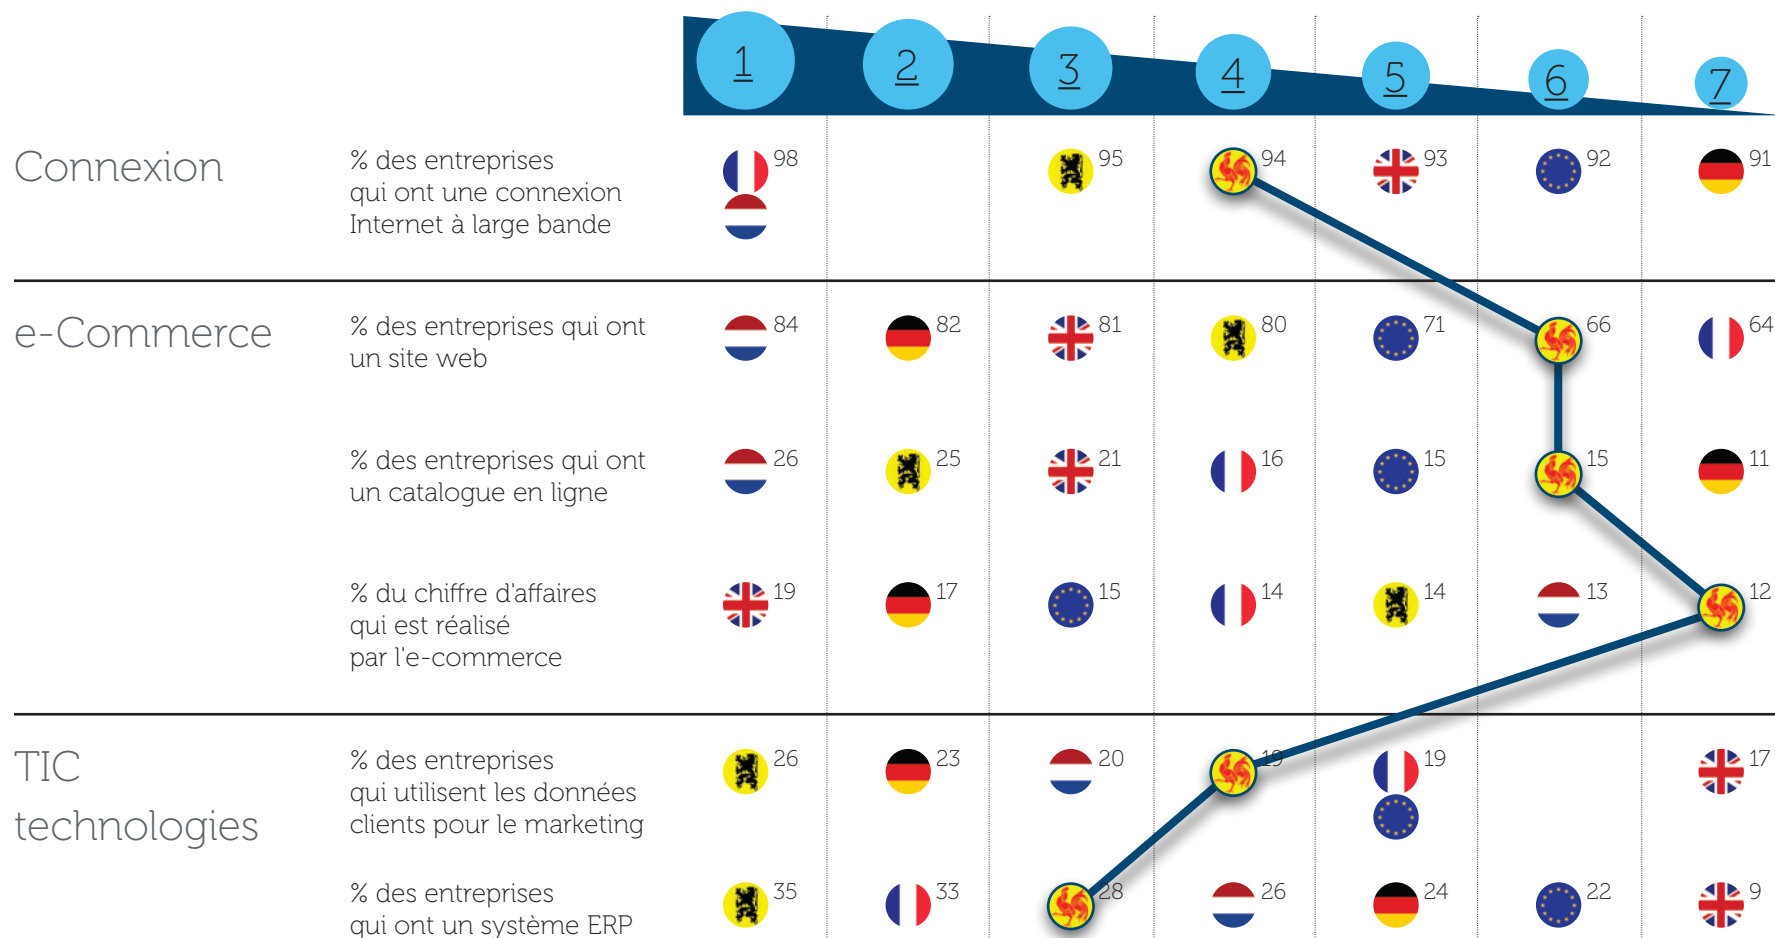 1 2 3 4 5 6 7
Connexion
% des entreprises
qui ont une connexion
Internet à large bande
98 95 94 93 92 91
e-Commerce
% des entreprises qui ont
un site web
84 82 81 80 71 66 64
% des entreprises qui ont
un catalogue en ligne
26 25 21 16 15 15 11
% du chiffre d'affaires
qui est réalisé
par l'e-commerce
19 17 15 14 14 13 12
TIC
technologies
% des entreprises
qui utilisent les données
clients pour le marketing
26 23 20 19 19 17
% des entreprises
qui ont un système ERP
35 33 28 26 24 22 9